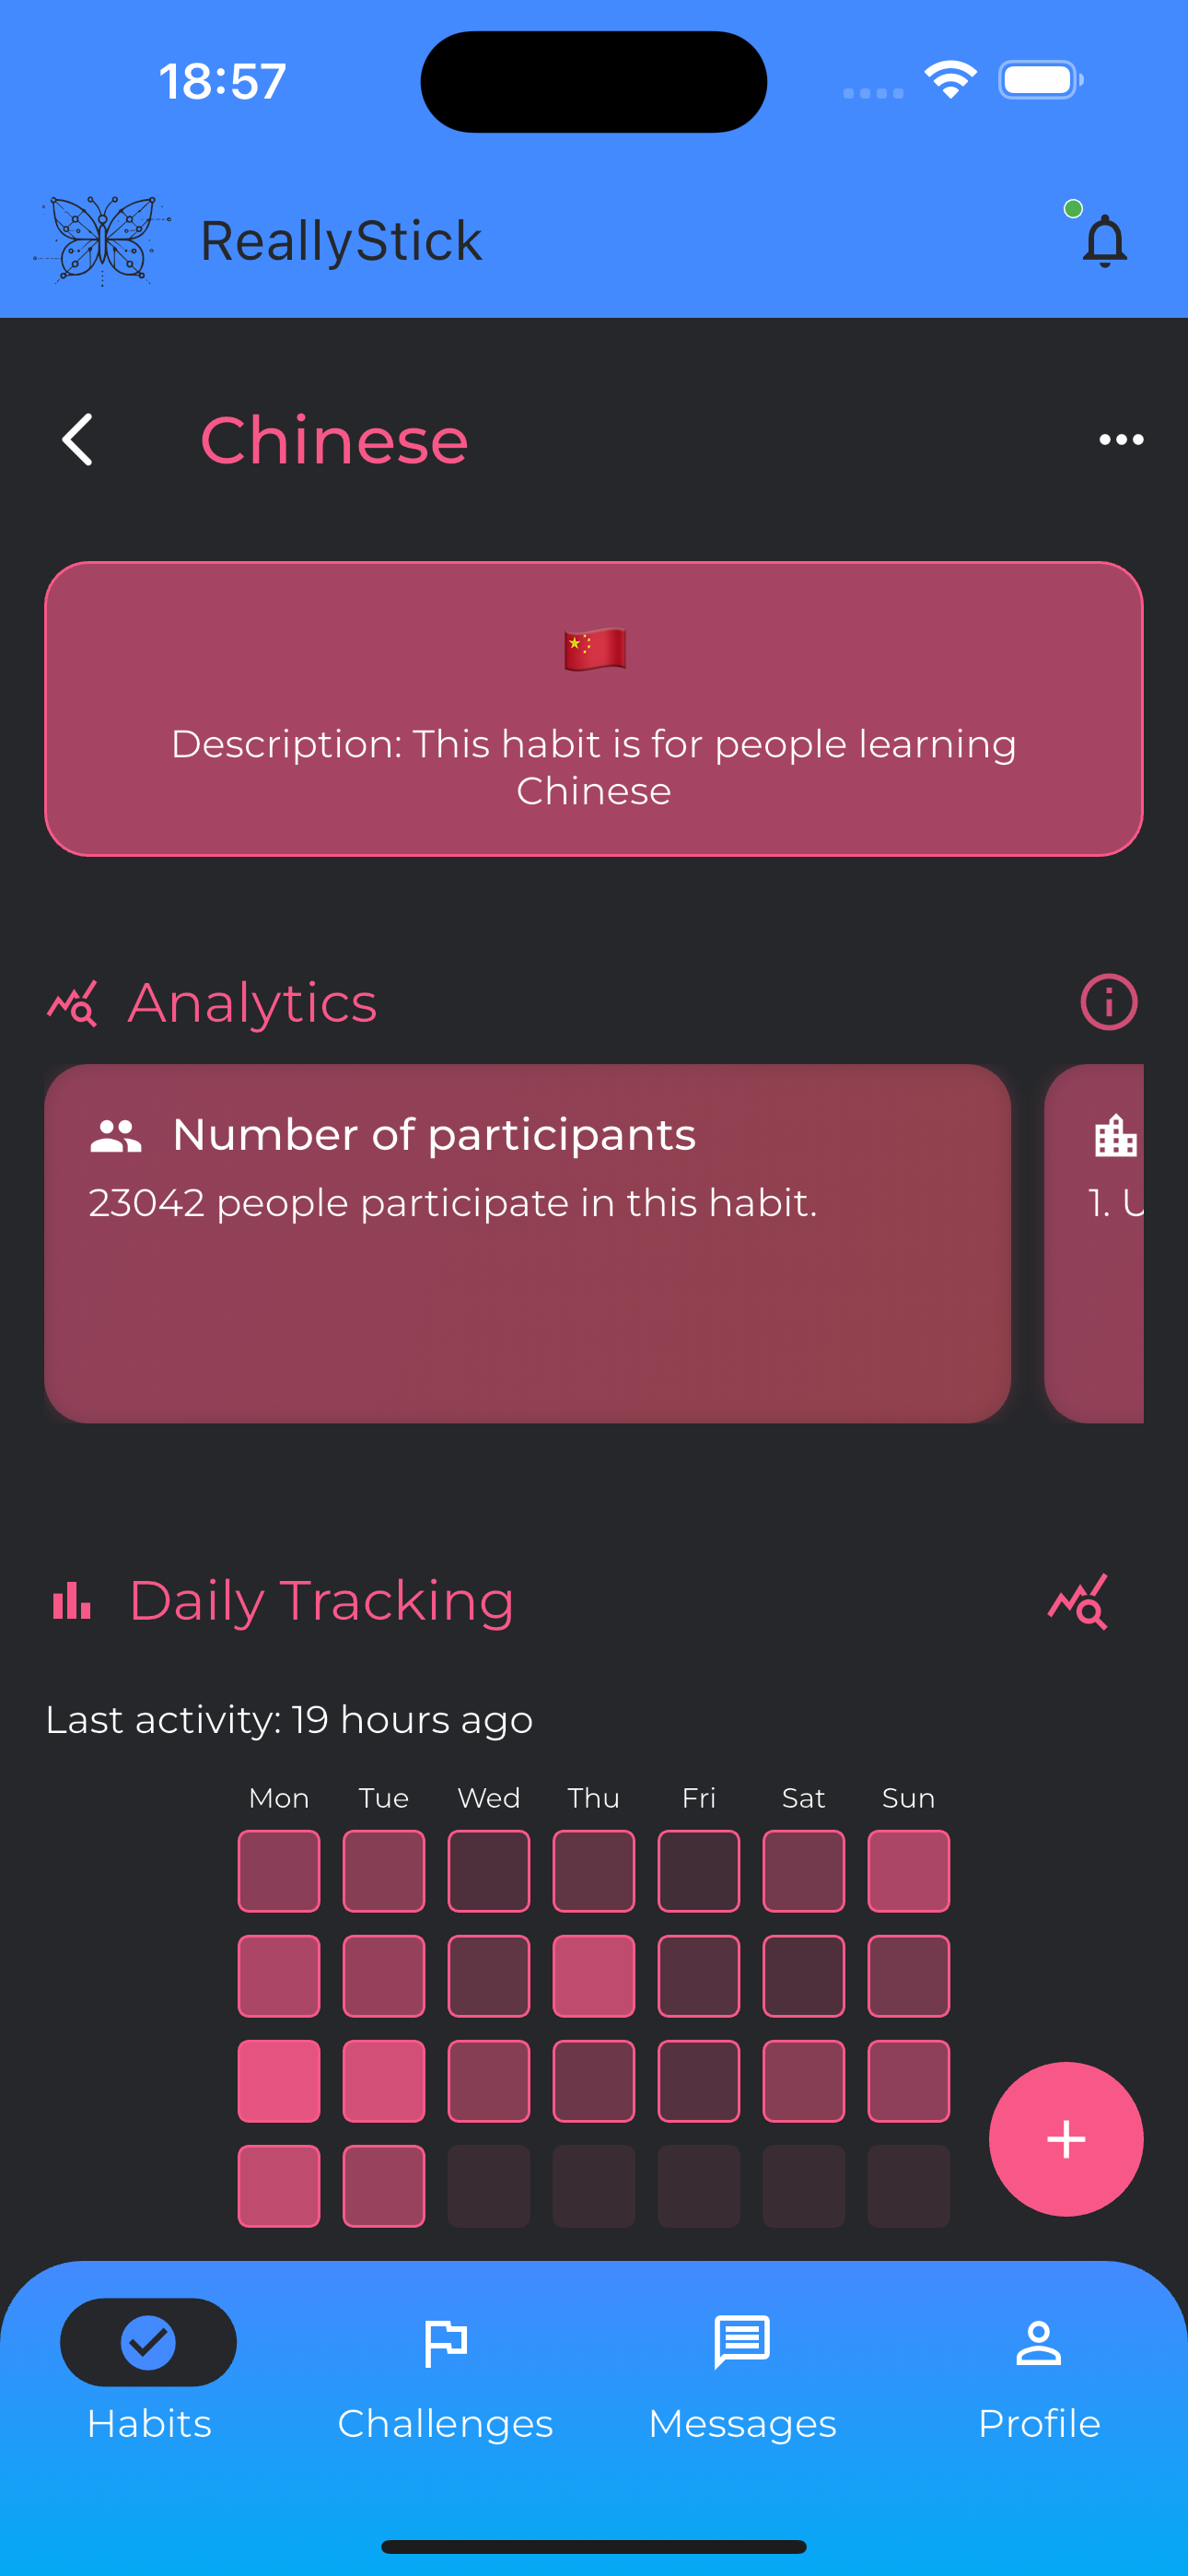 18:57
ReallyStick
Chinese
Description: This habit is for people learning
Chinese
Analytics
Number of participants
23042 people participate in this habit.
1. U
Daily Tracking
Last activity: 19 hours ago
Mon Tue Wed Thu Fri Sat Sun
Habits Challenges Messages Profile